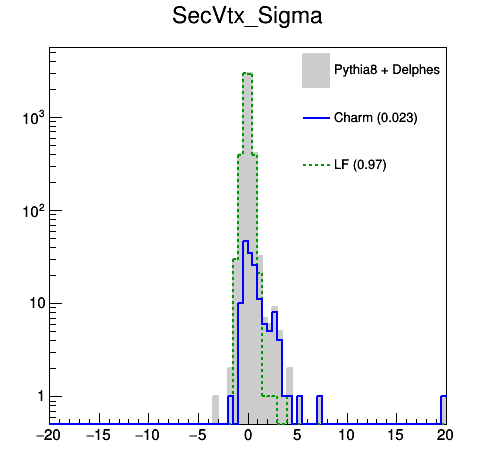 SecVtx_Sigma
Pythia8 + Delphes
Charm (0.023)
LF (0.97)
10³
10²
10
1
−20 −15 −10 −5 0 5 10 15 20